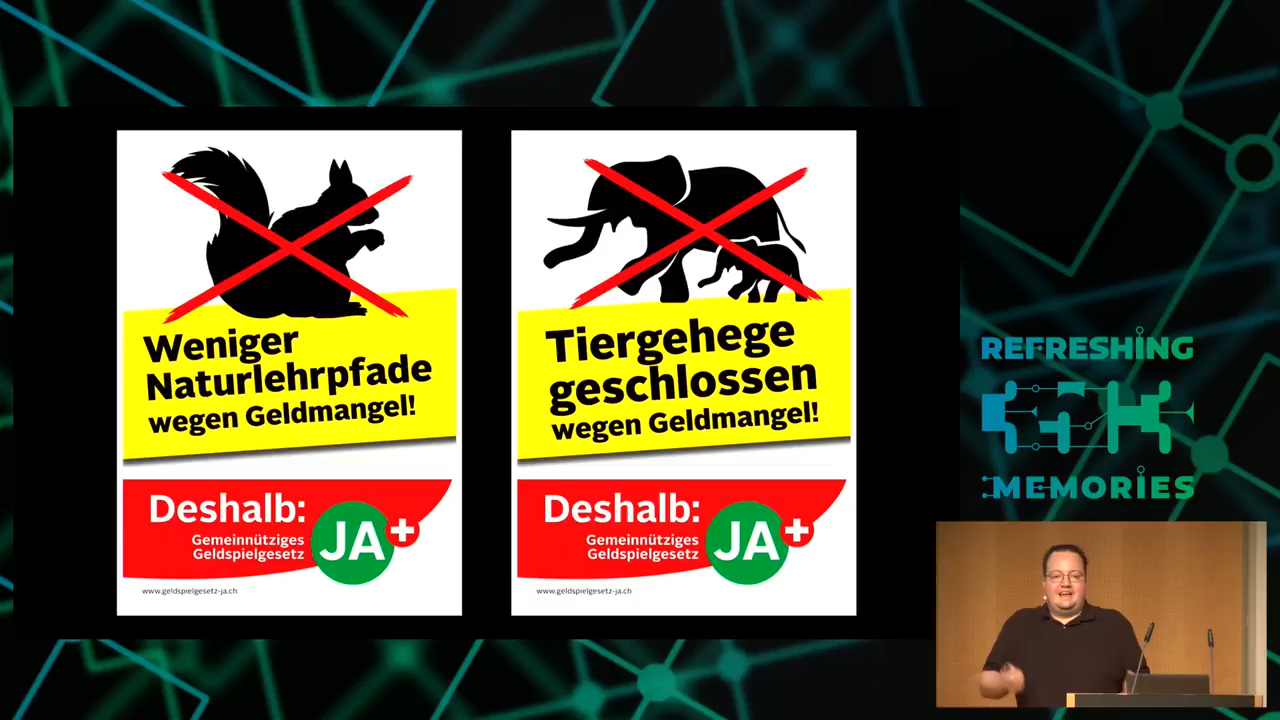 Weniger
Naturlehrpfade
wegen Geldmangel!
Deshalb:
Gemeinnütziges
Geldspielgesetz
JA+
www.geldspielgesetz-ja.ch
Tiergehege
geschlossen
wegen Geldmangel!
Deshalb:
Gemeinnütziges
Geldspielgesetz
JA+
www.geldspielgesetz-ja.ch
REFRESHING
MEMORIES